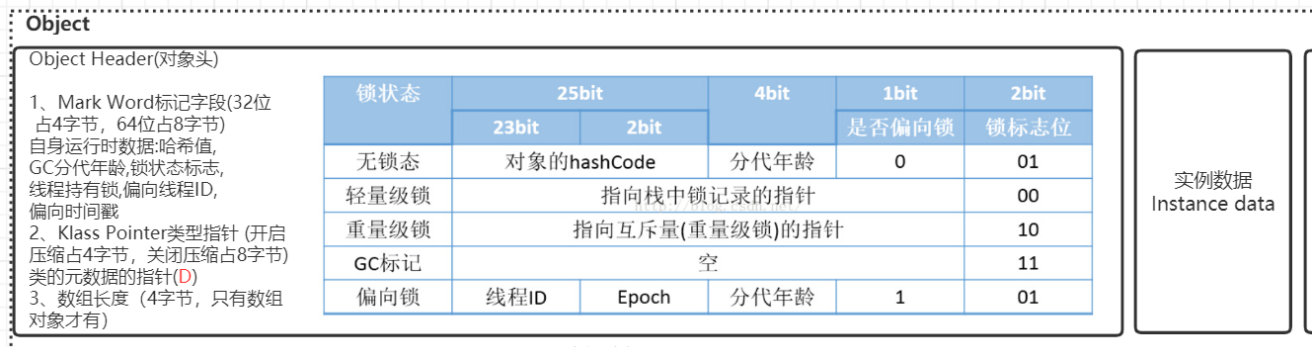 Object
Object Header(对象头)
1、Mark Word标记字段(32位
占4字节，64位占8字节)
自身运行时数据:哈希值,
GC分代年龄,锁状态标志,
线程持有锁,偏向线程ID,
偏向时间戳
2、Klass Pointer类型指针 (开启
压缩占4字节，关闭压缩占8字节)
类的元数据的指针(D)
3、数组长度（4字节，只有数组
对象才有）
锁状态 25bit 4bit 1bit 2bit
23bit 2bit 是否偏向锁 锁标志位
无锁态 对象的hashCode 分代年龄 0 01
轻量级锁 指向栈中锁记录的指针 00
重量级锁 指向互斥量(重量级锁)的指针 10
GC标记 空 11
偏向锁 线程ID Epoch 分代年龄 1 01
实例数据
Instance data